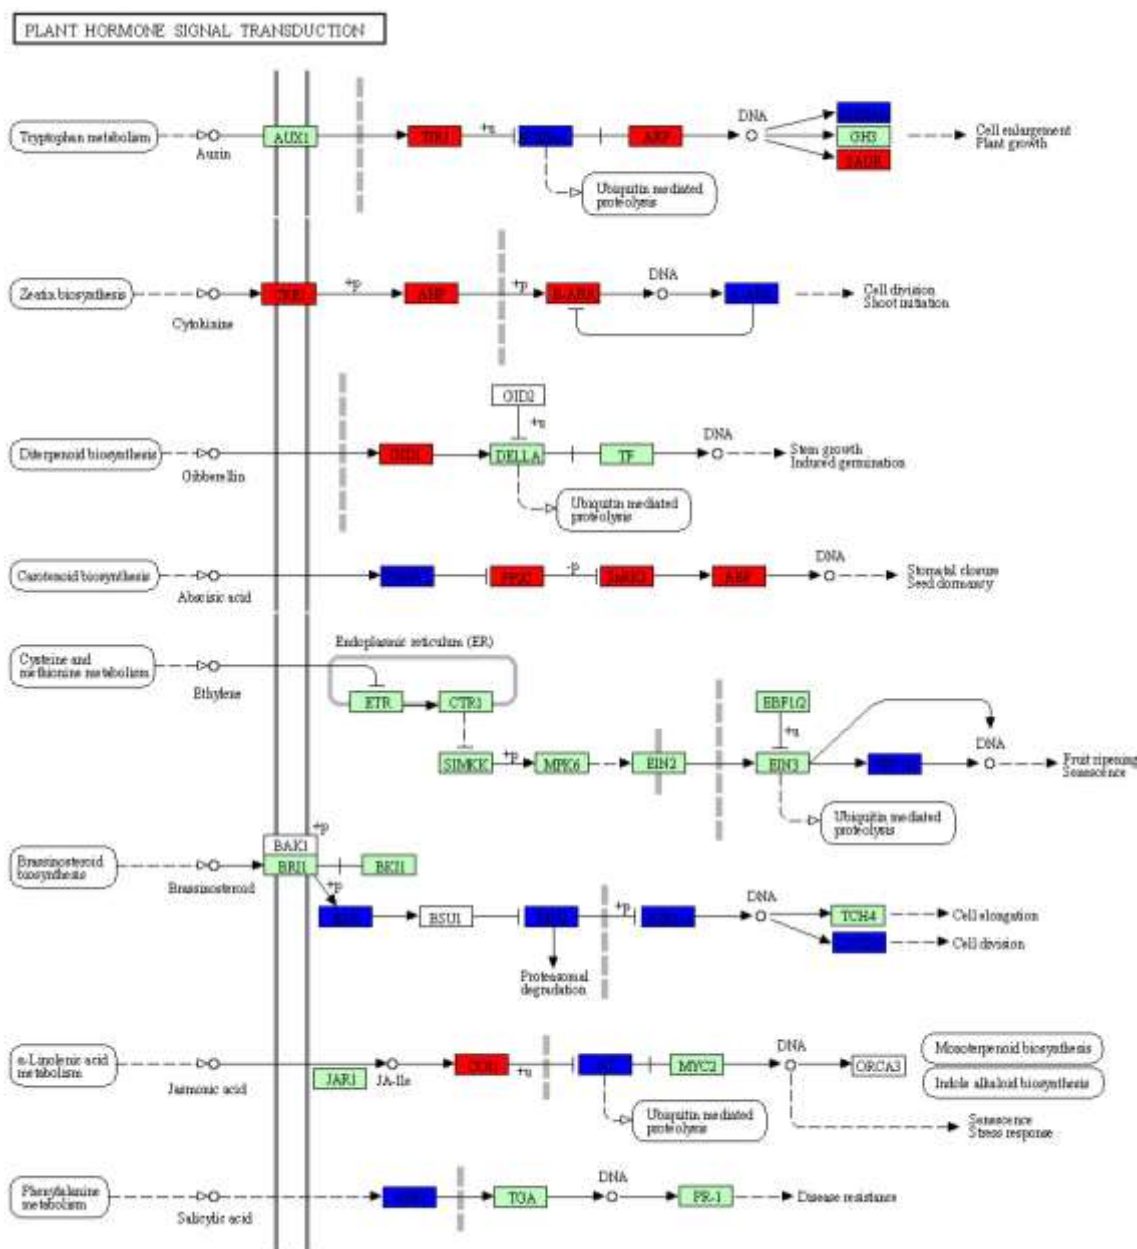 PLANT HORMONE SIGNAL TRANSDUCTION
Tryptophan metabolism
Auxin
AUX1
TIR1
+u
ARF
DNA
GH3
SAUR
Cell enlargement
Plant growth
Ubiquitin mediated
proteolysis
Zeatin biosynthesis
Cytokinine
CRE1
+p
AHP
+p
B-ARR
DNA
Cell division
Shoot initiation
GID2
+u
Diterpenoid biosynthesis
Gibberellin
GID1
DELLA
TF
DNA
Stem growth
Induced germination
Ubiquitin mediated
proteolysis
Carotenoid biosynthesis
Abscisic acid
PP2C
-p
SnRK2
ABF
DNA
Stomatal closure
Seed dormancy
Cysteine and
methionine metabolism
Ethylene
Endoplasmic reticulum (ER)
ETR
CTR1
EBF1/2
+u
SIMKK
+p
MPK6
EIN2
EIN3
DNA
Fruit ripening
Senescence
Ubiquitin mediated
proteolysis
Brassinosteroid
biosynthesis
Brassinosteroid
+p
BAK1
BRI1
BKI1
+p
BSU1
+p
DNA
TCH4
Cell elongation
Cell division
Proteasomal
degradation
α-Linolenic acid
metabolism
Jasmonic acid
JAR1
JA-Ile
COI1
+u
MYC2
DNA
ORCA3
Monoterpenoid biosynthesis
Indole alkaloid biosynthesis
Ubiquitin mediated
proteolysis
Senescence
Stress response
Phenylalanine
metabolism
Salicylic acid
TGA
DNA
PR-1
Disease resistance